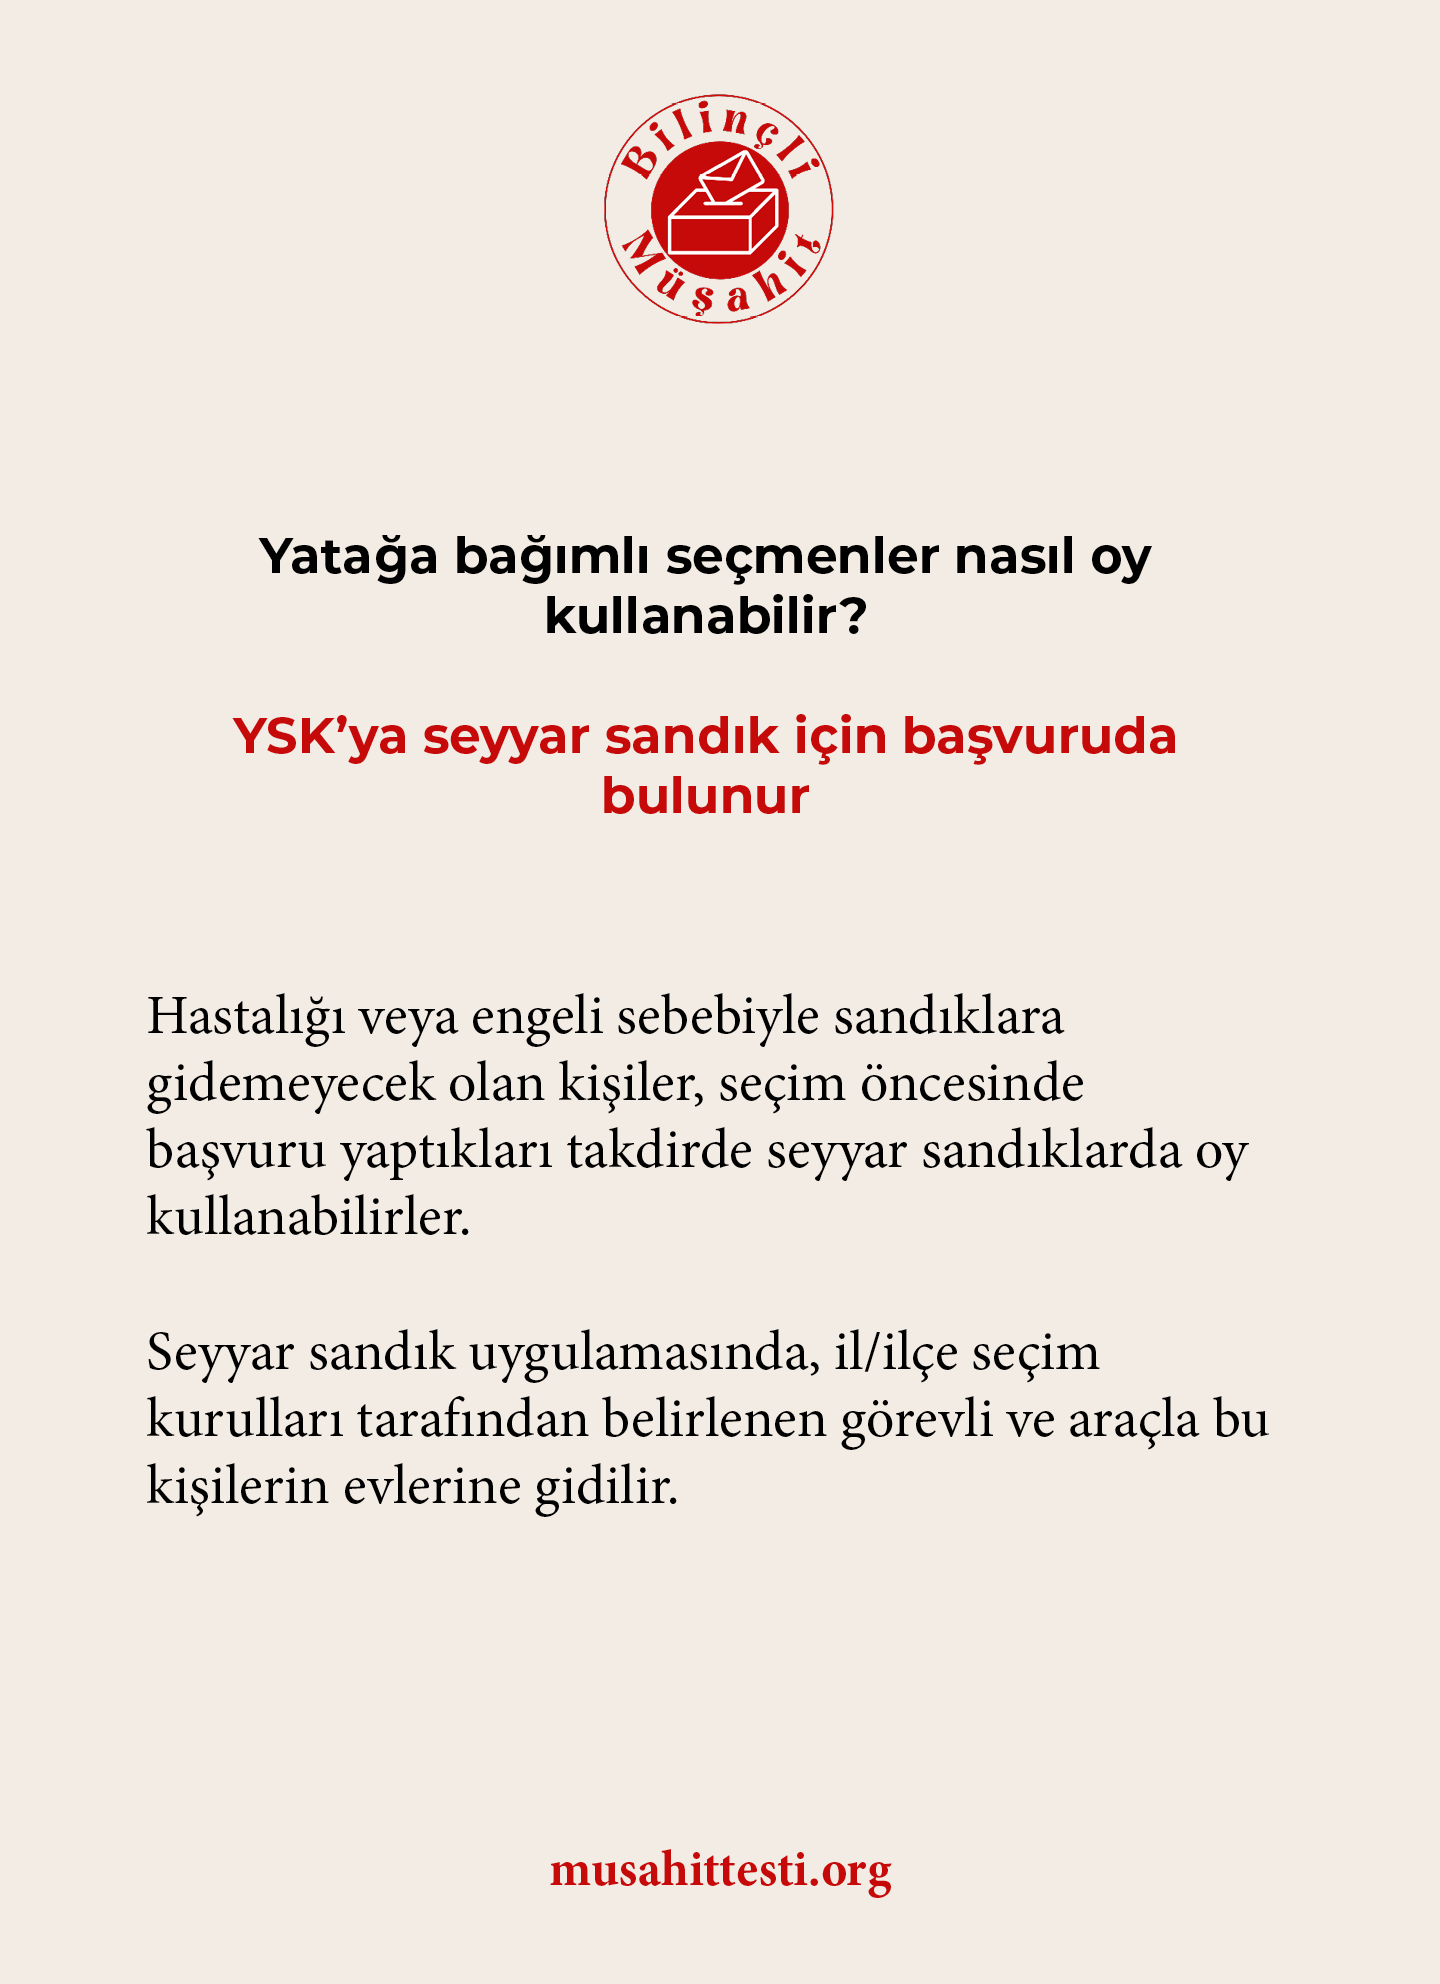 Bilinçli
Müşahit
Yatağa bağımlı seçmenler nasıl oy
kullanabilir?
YSK’ya seyyar sandık için başvuruda
bulunur
Hastalığı veya engeli sebebiyle sandıklara
gidemeyecek olan kişiler, seçim öncesinde
başvuru yaptıkları takdirde seyyar sandıklarda oy
kullanabilirler.
Seyyar sandık uygulamasında, il/ilçe seçim
kurulları tarafından belirlenen görevli ve araçla bu
kişilerin evlerine gidilir.
musahittesti.org